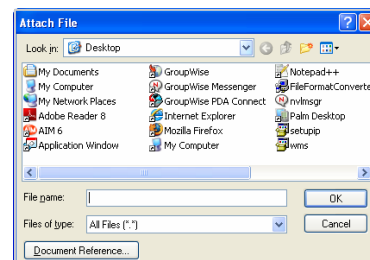 Attach File
Look in: Desktop
My Documents
My Computer
My Network Places
Adobe Reader 8
AIM 6
Application Window
GroupWise
GroupWise Messenger
GroupWise PDA Connect
Internet Explorer
Mozilla Firefox
My Computer
Notepad++
FileFormatConverte
nvlmsgr
Palm Desktop
setupip
wms
File name: OK
Files of type: All Files (*.*) Cancel
Document Reference...